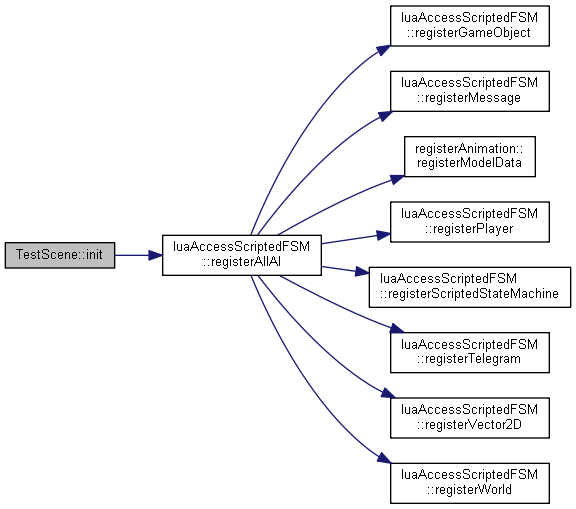 TestScene::init
luaAccessScriptedFSM
::registerAllAI
luaAccessScriptedFSM
::registerGameObject
luaAccessScriptedFSM
::registerMessage
registerAnimation::
registerModelData
luaAccessScriptedFSM
::registerPlayer
luaAccessScriptedFSM
::registerScriptedStateMachine
luaAccessScriptedFSM
::registerTelegram
luaAccessScriptedFSM
::registerVector2D
luaAccessScriptedFSM
::registerWorld